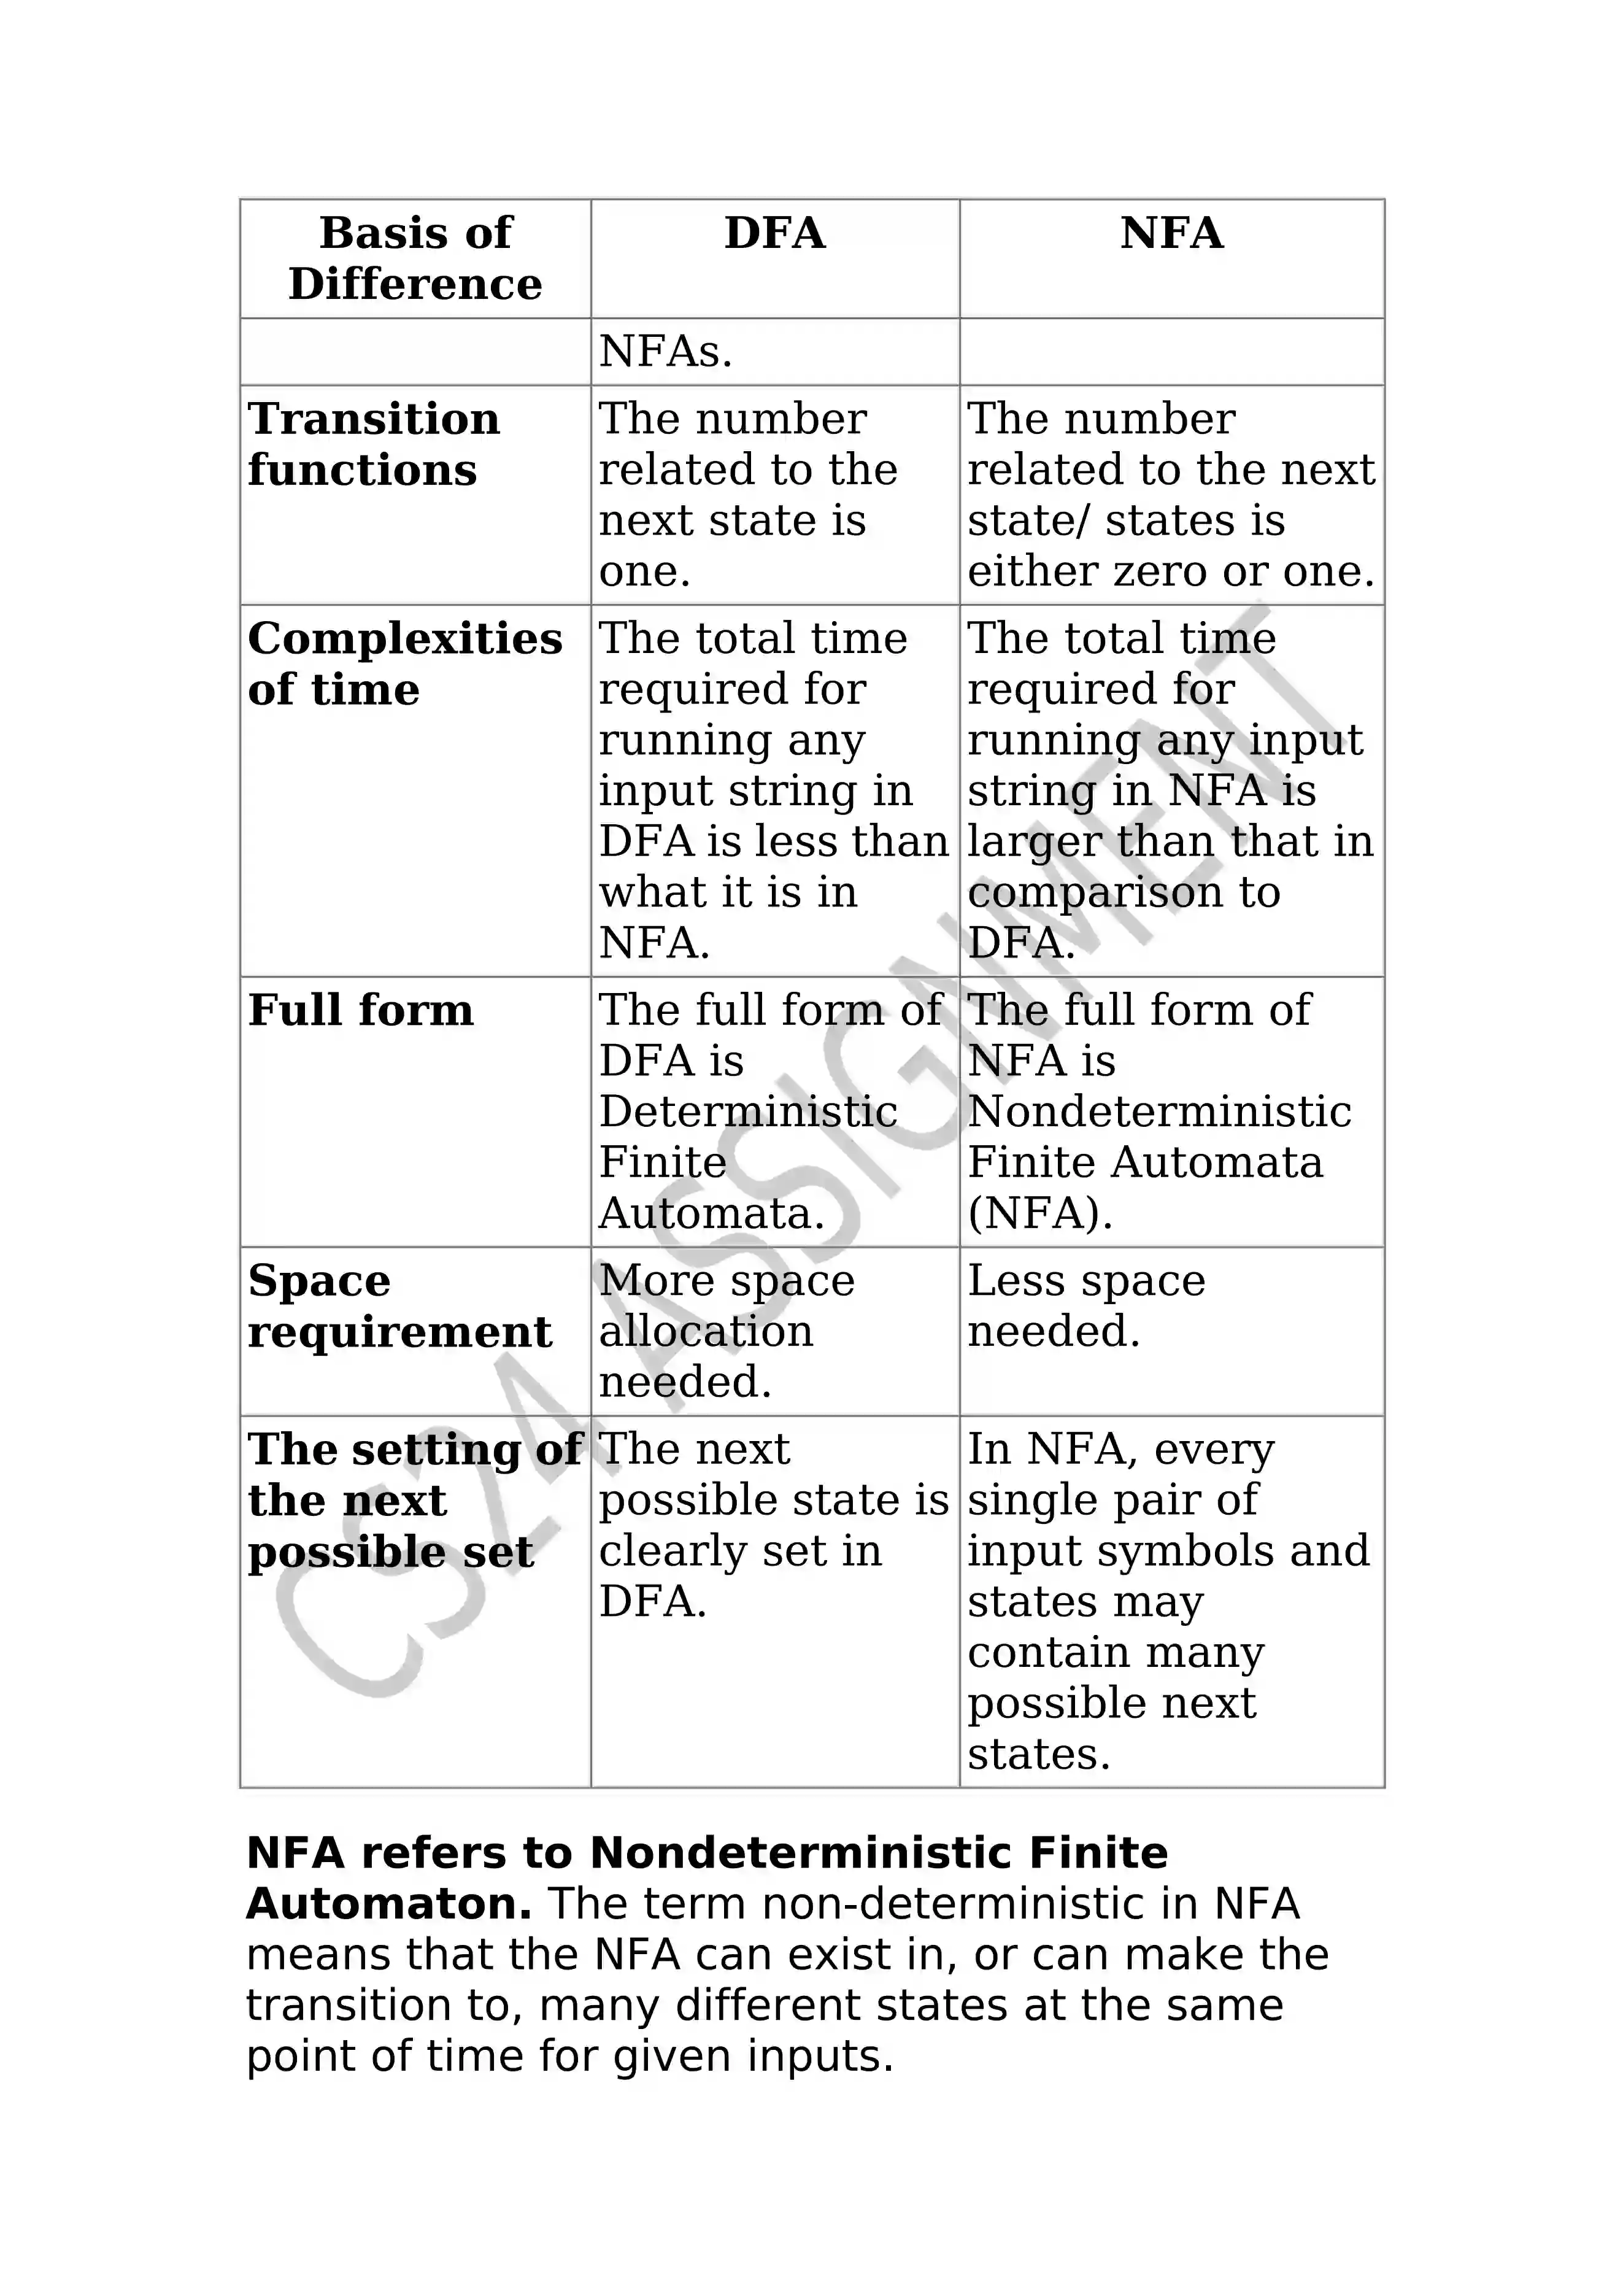 Basis of
Difference
DFA
NFA
NFAs.
Transition
functions
The number
related to the
next state is
one.
The number
related to the next
state/ states is
either zero or one.
Complexities
of time
The total time
required for
running any
input string in
DFA is less than
what it is in
NFA.
The total time
required for
running any input
string in NFA is
larger than that in
comparison to
DFA.
Full form
The full form of
DFA is
Deterministic
Finite
Automata.
The full form of
NFA is
Nondeterministic
Finite Automata
(NFA).
Space
requirement
More space
allocation
needed.
Less space
needed.
The setting of
the next
possible set
The next
possible state is
clearly set in
DFA.
In NFA, every
single pair of
input symbols and
states may
contain many
possible next
states.
CS24 ASSIGNMENT
NFA refers to Nondeterministic Finite
Automaton. The term non-deterministic in NFA
means that the NFA can exist in, or can make the
transition to, many different states at the same
point of time for given inputs.